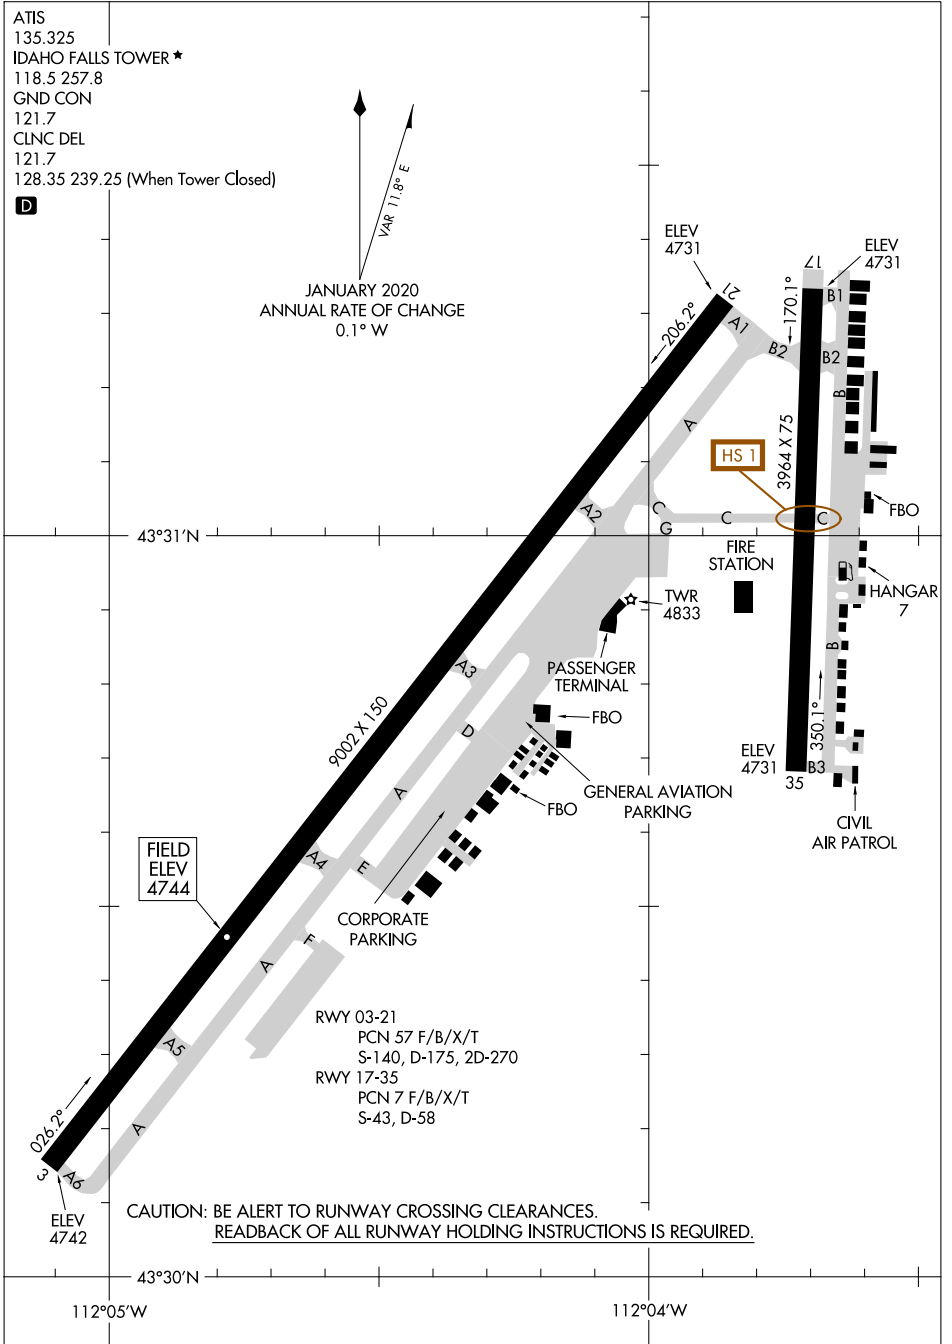 ATIS
135.325
IDAHO FALLS TOWER ★
118.5 257.8
GND CON
121.7
CLNC DEL
121.7
128.35 239.25 (When Tower Closed)
D
VAR 11.8° E
JANUARY 2020
ANNUAL RATE OF CHANGE
0.1° W
ELEV
4731
21
206.2°
A1
B2
17
ELEV
4731
B1
170.1°
B2
B
A
3964 X 75
HS 1
A2
C
C
C
G
FBO
43°31'N
FIRE
STATION
TWR
4833
HANGAR
7
PASSENGER
TERMINAL
B
A3
D
FBO
9002 X 150
350.1°
ELEV
4731
35
B3
A
GENERAL AVIATION
PARKING
FBO
CIVIL
AIR PATROL
FIELD
ELEV
4744
A4
E
CORPORATE
PARKING
F
A
RWY 03-21
PCN 57 F/B/X/T
S-140, D-175, 2D-270
RWY 17-35
PCN 7 F/B/X/T
S-43, D-58
A5
026.2°
A
3
A6
ELEV
4742
CAUTION: BE ALERT TO RUNWAY CROSSING CLEARANCES.
READBACK OF ALL RUNWAY HOLDING INSTRUCTIONS IS REQUIRED.
43°30'N
112°05'W
112°04'W